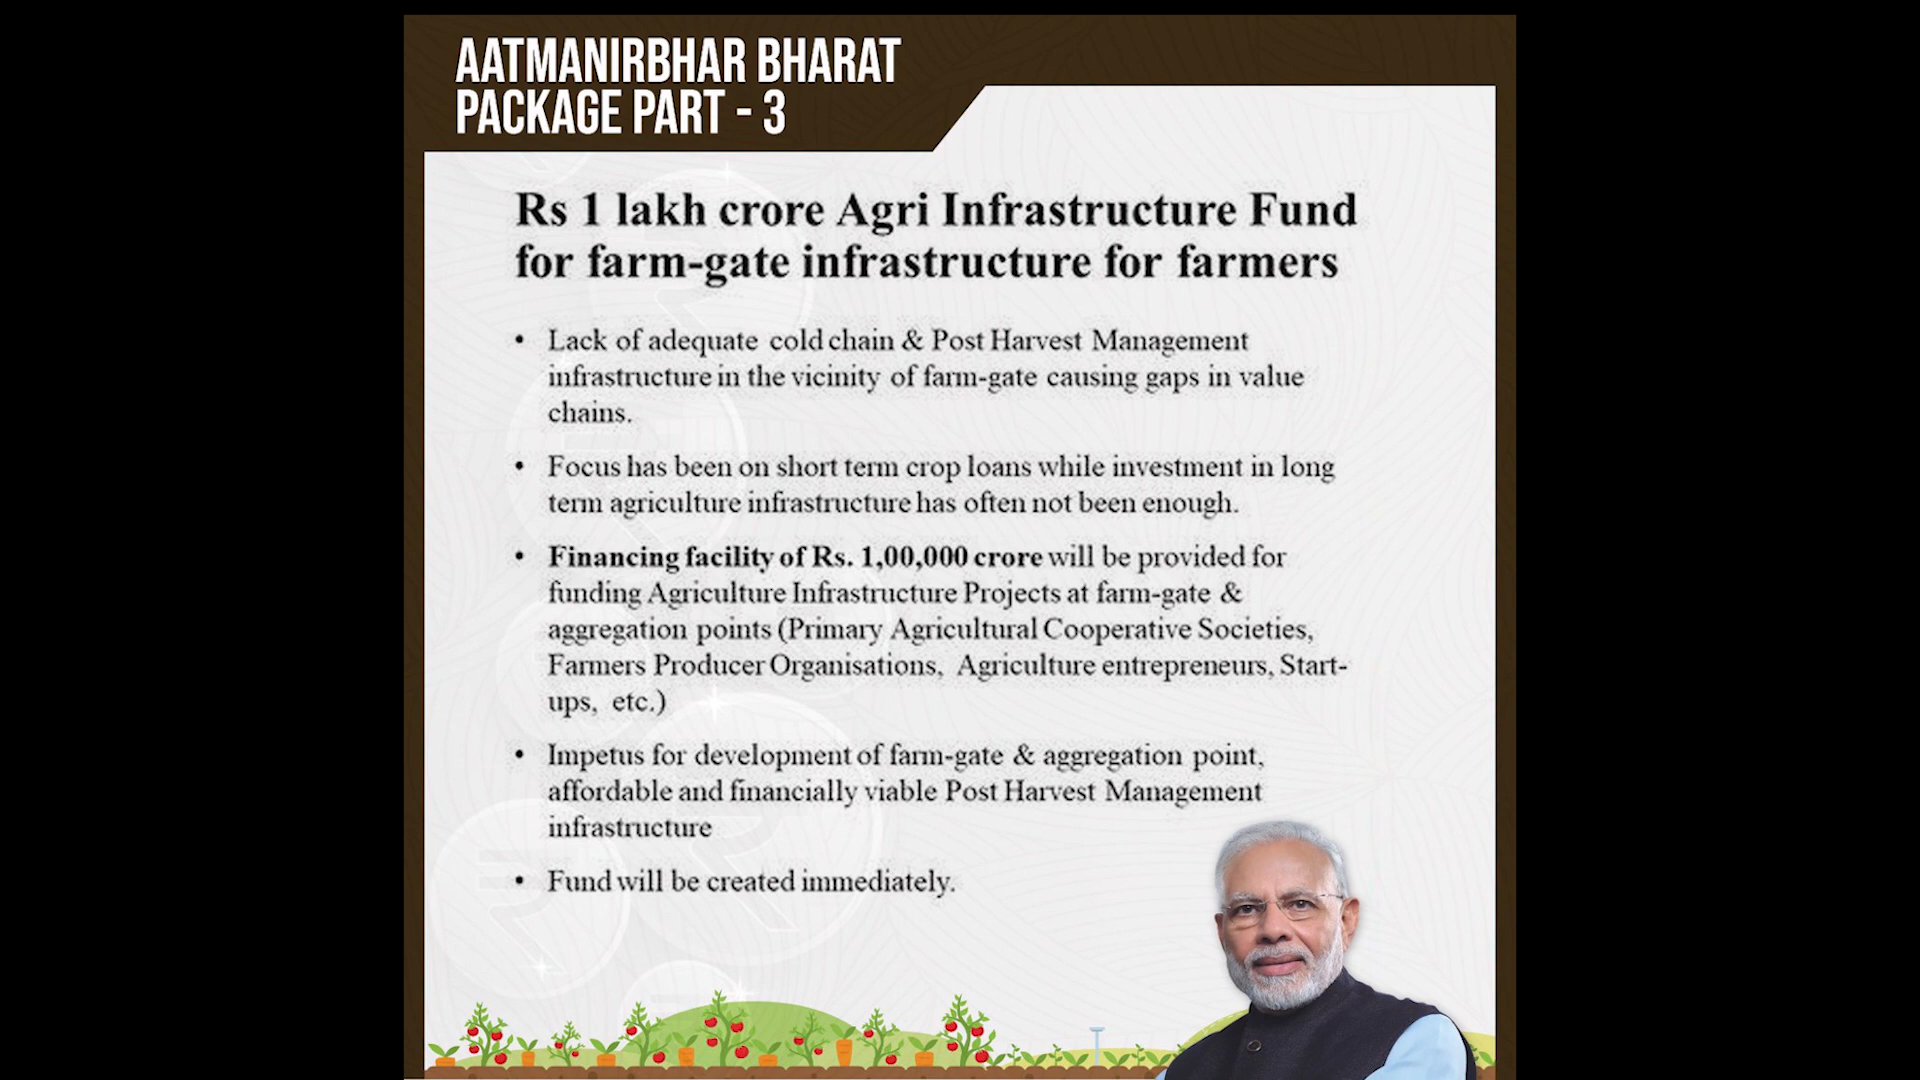 AATMANIRBHAR BHARAT
PACKAGE PART - 3
Rs 1 lakh crore Agri Infrastructure Fund
for farm-gate infrastructure for farmers
• Lack of adequate cold chain & Post Harvest Management
infrastructure in the vicinity of farm-gate causing gaps in value
chains.
• Focus has been on short term crop loans while investment in long
term agriculture infrastructure has often not been enough.
• Financing facility of Rs. 1,00,000 crore will be provided for
funding Agriculture Infrastructure Projects at farm-gate &
aggregation points (Primary Agricultural Cooperative Societies,
Farmers Producer Organisations, Agriculture entrepreneurs, Start-
ups, etc.)
• Impetus for development of farm-gate & aggregation point,
affordable and financially viable Post Harvest Management
infrastructure
• Fund will be created immediately.